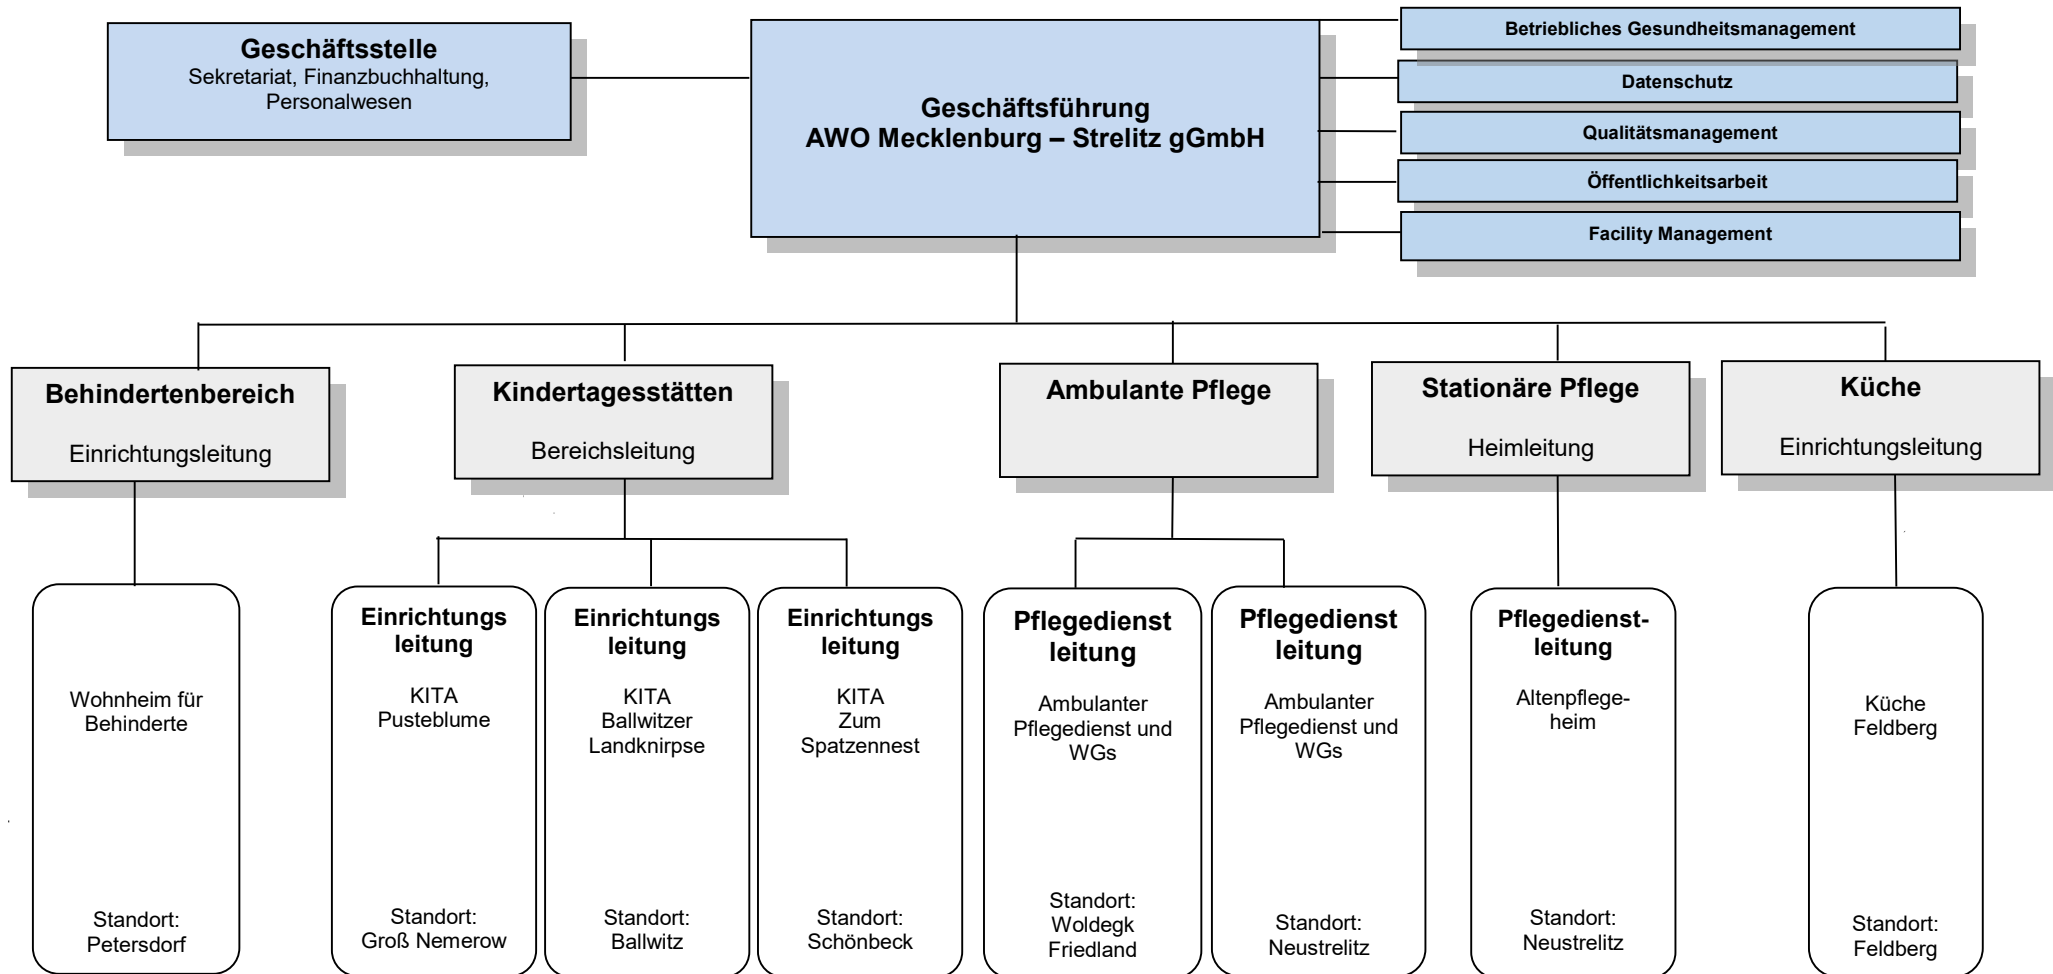 Geschäftsstelle
Sekretariat, Finanzbuchhaltung,
Personalwesen
Geschäftsführung
AWO Mecklenburg – Strelitz gGmbH
Betriebliches Gesundheitsmanagement
Datenschutz
Qualitätsmanagement
Öffentlichkeitsarbeit
Facility Management
Behindertenbereich
Einrichtungsleitung
Kindertagesstätten
Bereichsleitung
Ambulante Pflege
Stationäre Pflege
Heimleitung
Küche
Einrichtungsleitung
Wohnheim für
Behinderte
Standort:
Petersdorf
Einrichtungs
leitung
KITA
Pusteblume
Standort:
Groß Nemerow
Einrichtungs
leitung
KITA
Ballwitzer
Landknirpse
Standort:
Ballwitz
Einrichtungs
leitung
KITA
Zum
Spatzennest
Standort:
Schönbeck
Pflegedienst
leitung
Ambulanter
Pflegedienst und
WGs
Standort:
Woldegk
Friedland
Pflegedienst
leitung
Ambulanter
Pflegedienst und
WGs
Standort:
Neustrelitz
Pflegedienst-
leitung
Altenpflege-
heim
Standort:
Neustrelitz
Küche
Feldberg
Standort:
Feldberg